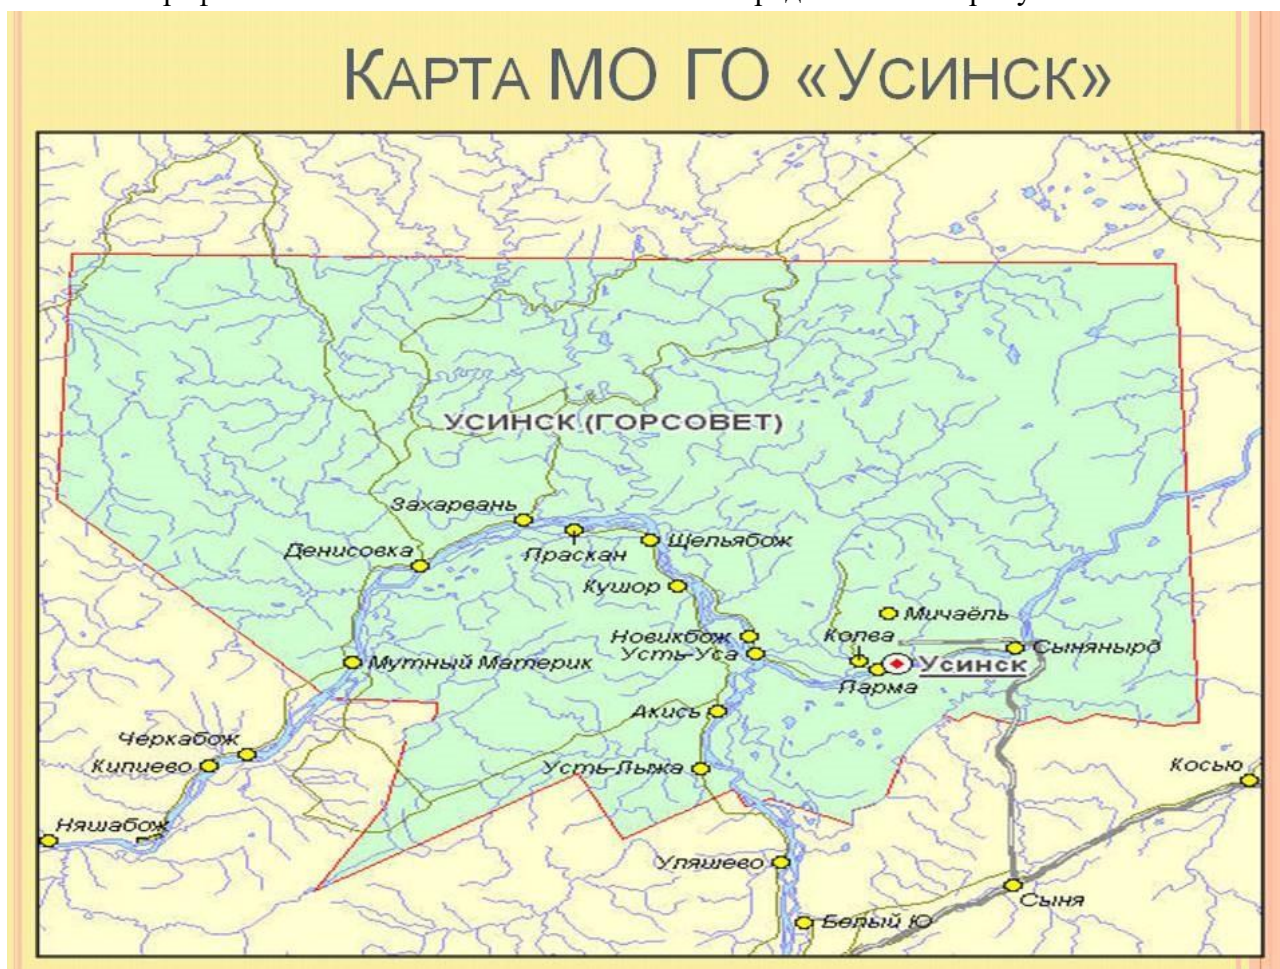 КАРТА МО ГО «УСИНСК»
УСИНСК (ГОРСОВЕТ)
Захарвань
Праскан
Щельябож
Денисовка
Кушор
Мичаёль
Новикбож
Колва
Усть-Уса
Сынянырд
Мутный Материк
Усинск
Парма
Акись
Черкабож
Кипиево
Усть-Лыжа
Косью
Няшабож
Уляшево
Сыня
Белый Ю